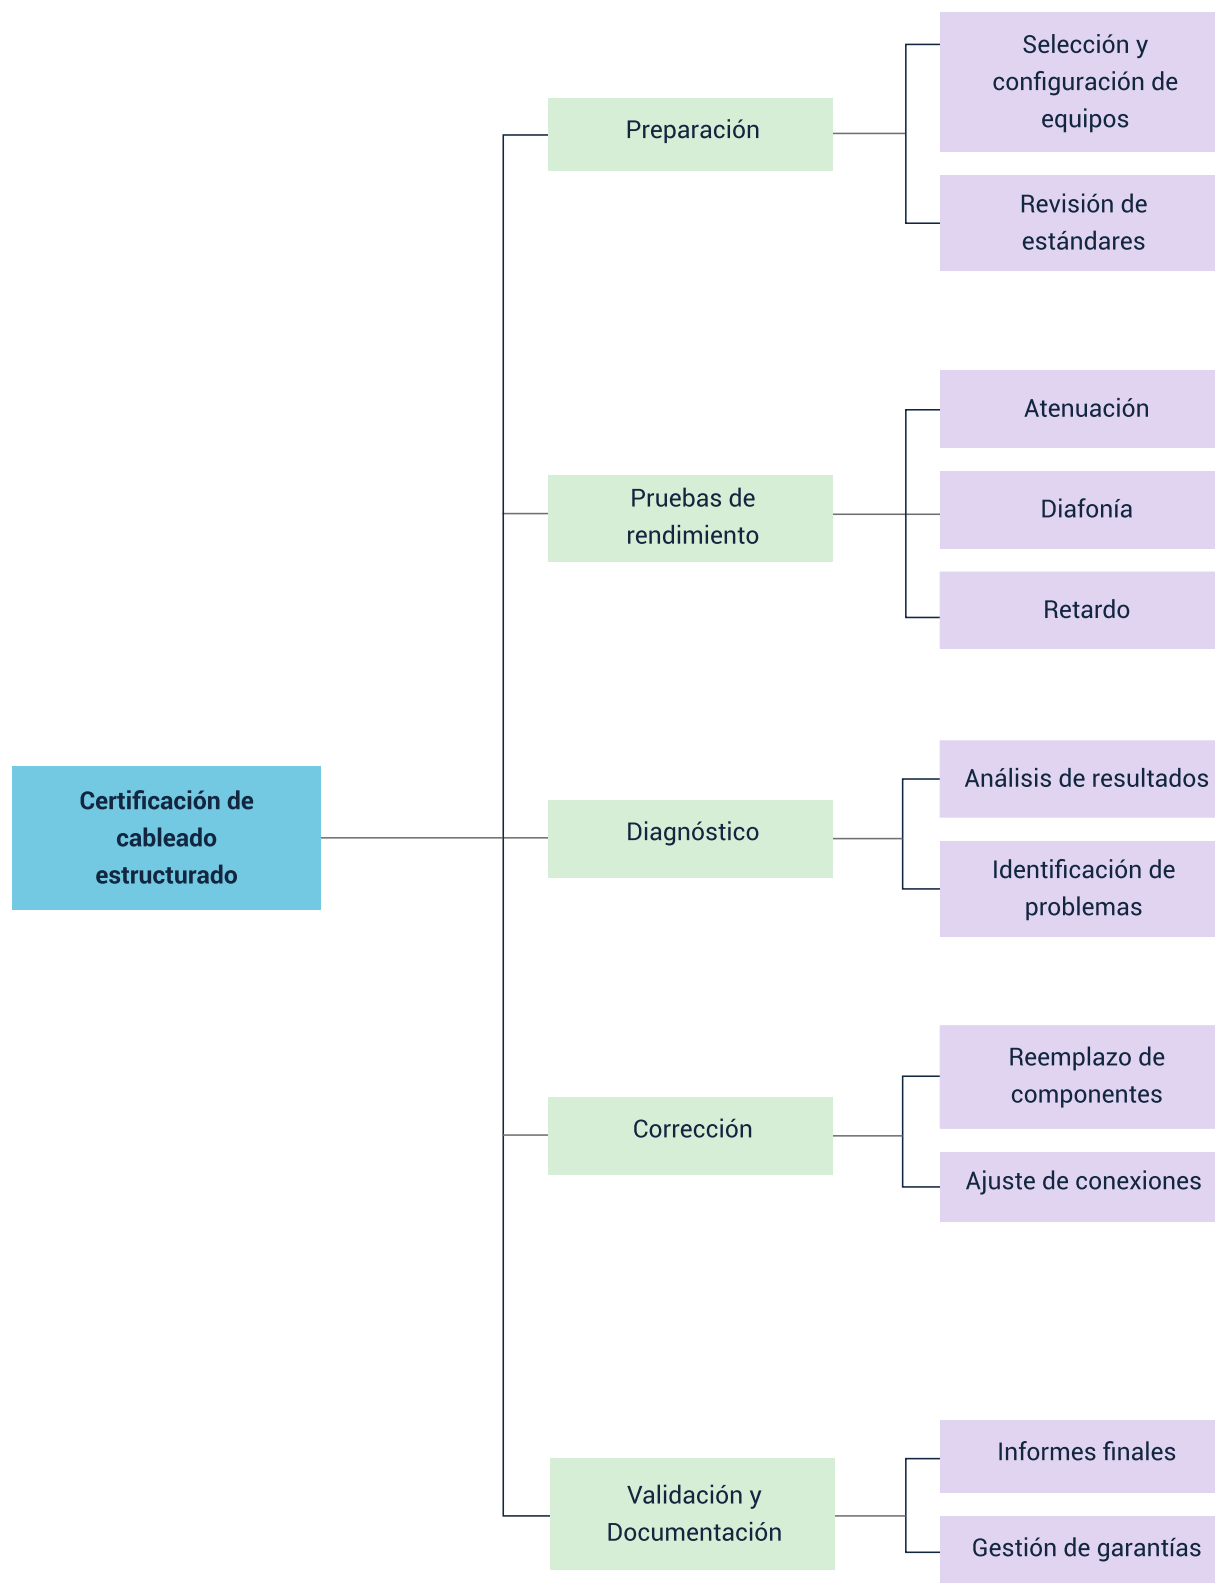 Certificación de
cableado
estructurado
Preparación
Selección y
configuración de
equipos
Revisión de
estándares
Pruebas de
rendimiento
Atenuación
Diafonía
Retardo
Diagnóstico
Análisis de resultados
Identificación de
problemas
Corrección
Reemplazo de
componentes
Ajuste de conexiones
Validación y
Documentación
Informes finales
Gestión de garantías